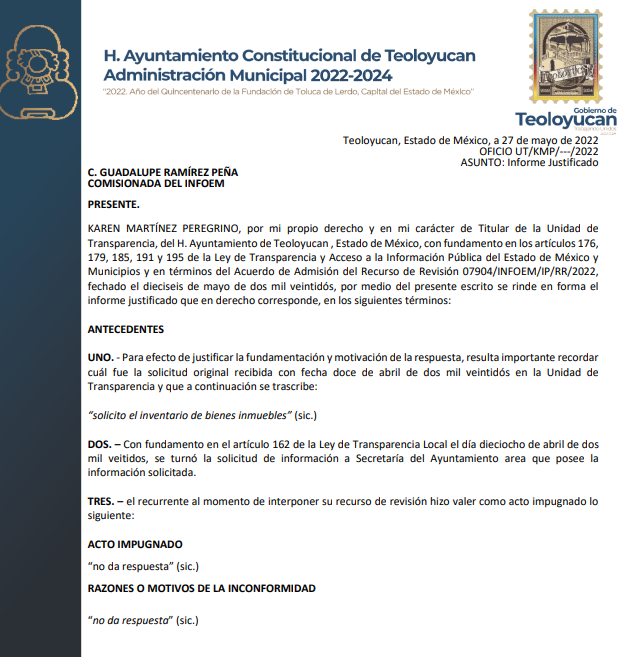 H. Ayuntamiento Constitucional de Teoloyucan
Administración Municipal 2022-2024
"2022. Año del Quincentenario de la Fundación de Toluca de Lerdo, Capital del Estado de México"
Gobierno de
Teoloyucan
Teoloyucan, Estado de México, a 27 de mayo de 2022
OFICIO UT/KMP/---/2022
ASUNTO: Informe Justificado
C. GUADALUPE RAMÍREZ PEÑA
COMISIONADA DEL INFOEM
PRESENTE.
KAREN MARTÍNEZ PEREGRINO, por mi propio derecho y en mi carácter de Titular de la Unidad de
Transparencia, del H. Ayuntamiento de Teoloyucan , Estado de México, con fundamento en los artículos 176,
179, 185, 191 y 195 de la Ley de Transparencia y Acceso a la Información Pública del Estado de México y
Municipios y en términos del Acuerdo de Admisión del Recurso de Revisión 07904/INFOEM/IP/RR/2022,
fechado el dieciseis de mayo de dos mil veintidós, por medio del presente escrito se rinde en forma el
informe justificado que en derecho corresponde, en los siguientes términos:
ANTECEDENTES
UNO. - Para efecto de justificar la fundamentación y motivación de la respuesta, resulta importante recordar
cuál fue la solicitud original recibida con fecha doce de abril de dos mil veintidós en la Unidad de
Transparencia y que a continuación se trascribe:
"solicito el inventario de bienes inmuebles" (sic.)
DOS. – Con fundamento en el artículo 162 de la Ley de Transparencia Local el día dieciocho de abril de dos
mil veitidós, se turnó la solicitud de información a Secretaría del Ayuntamiento area que posee la
información solicitada.
TRES. – el recurrente al momento de interponer su recurso de revisión hizo valer como acto impugnado lo
siguiente:
ACTO IMPUGNADO
"no da respuesta" (sic.)
RAZONES O MOTIVOS DE LA INCONFORMIDAD
"no da respuesta" (sic.)